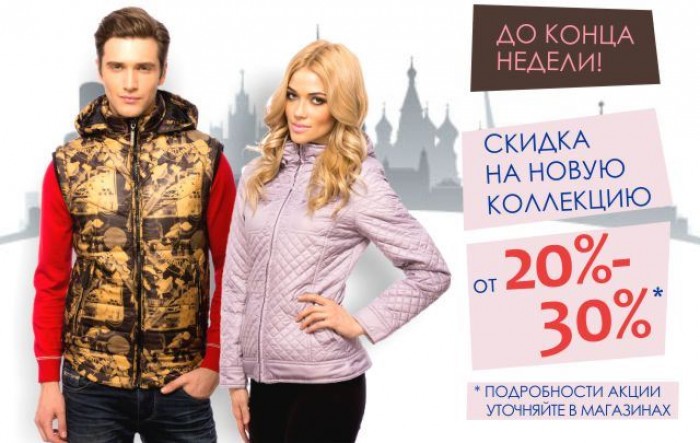 ДО КОНЦА
НЕДЕЛИ!
СКИДКА
НА НОВУЮ
КОЛЛЕКЦИЮ
ОТ 20%-
30%*
* ПОДРОБНОСТИ АКЦИИ
УТОЧНЯЙТЕ В МАГАЗИНАХ